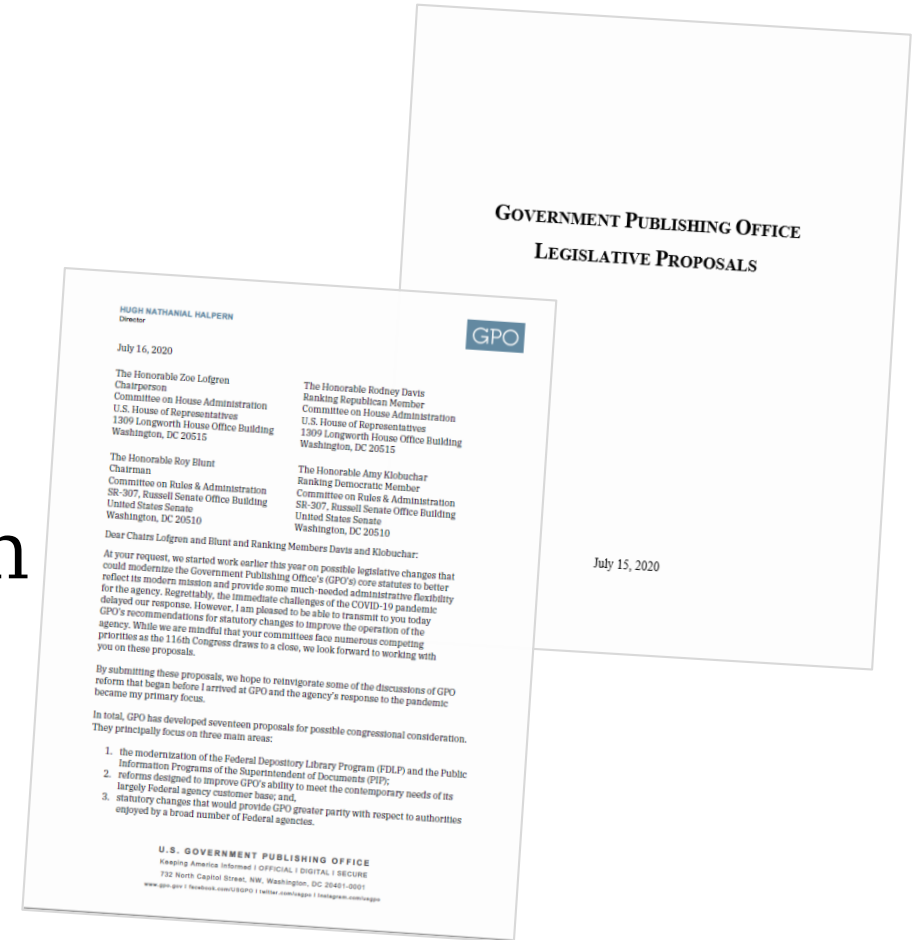 GOVERNMENT PUBLISHING OFFICE
LEGISLATIVE PROPOSALS
July 15, 2020
n
HUGH NATHANIAL HALPERN
Director
GPO
July 16, 2020
The Honorable Zoe Lofgren
Chairperson
Committee on House Administration
U.S. House of Representatives
1309 Longworth House Office Building
Washington, DC 20515
The Honorable Rodney Davis
Ranking Republican Member
Committee on House Administration
U.S. House of Representatives
1309 Longworth House Office Building
Washington, DC 20515
The Honorable Roy Blunt
Chairman
Committee on Rules & Administration
SR-307, Russell Senate Office Building
United States Senate
Washington, DC 20510
The Honorable Amy Klobuchar
Ranking Democratic Member
Committee on Rules & Administration
SR-307, Russell Senate Office Building
United States Senate
Washington, DC 20510
Dear Chairs Lofgren and Blunt and Ranking Members Davis and Klobuchar:
At your request, we started work earlier this year on possible legislative changes that
could modernize the Government Publishing Office's (GPO's) core statutes to better
reflect its modern mission and provide some much-needed administrative flexibility
for the agency. Regrettably, the immediate challenges of the COVID-19 pandemic
delayed our response. However, I am pleased to be able to transmit to you today
GPO's recommendations for statutory changes to improve the operation of the
agency. While we are mindful that your committees face numerous competing
priorities as the 116th Congress draws to a close, we look forward to working with
you on these proposals.
By submitting these proposals, we hope to reinvigorate some of the discussions of GPO
reform that began before I arrived at GPO and the agency's response to the pandemic
became my primary focus.
In total, GPO has developed seventeen proposals for possible congressional consideration.
They principally focus on three main areas:
1. the modernization of the Federal Depository Library Program (FDLP) and the Public
Information Programs of the Superintendent of Documents (PIP);
2. reforms designed to improve GPO's ability to meet the contemporary needs of its
largely Federal agency customer base; and,
3. statutory changes that would provide GPO greater parity with respect to authorities
enjoyed by a broad number of Federal agencies.
U.S. GOVERNMENT PUBLISHING OFFICE
Keeping America Informed | OFFICIAL | DIGITAL | SECURE
732 North Capitol Street, NW, Washington, DC 20401-0001
www.gpo.gov | facebook.com/USGPO | twitter.com/usgpo | instagram.com/usgpo